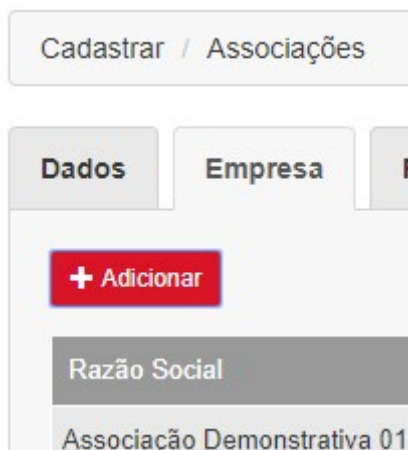 Cadastrar / Associações
Dados Empresa
+ Adicionar
Razão Social
Associação Demonstrativa 01